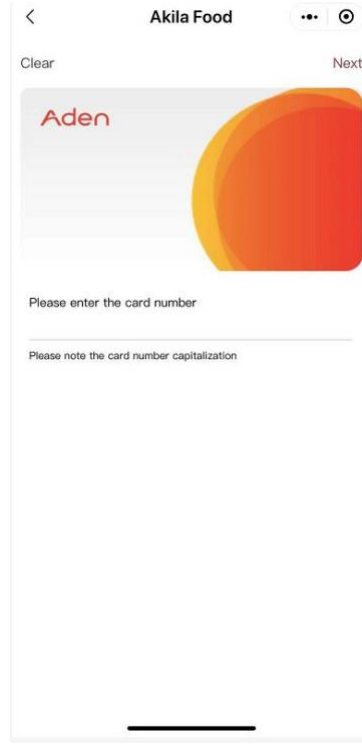 Akila Food
Clear
Next
Aden
Please enter the card number
Please note the card number capitalization